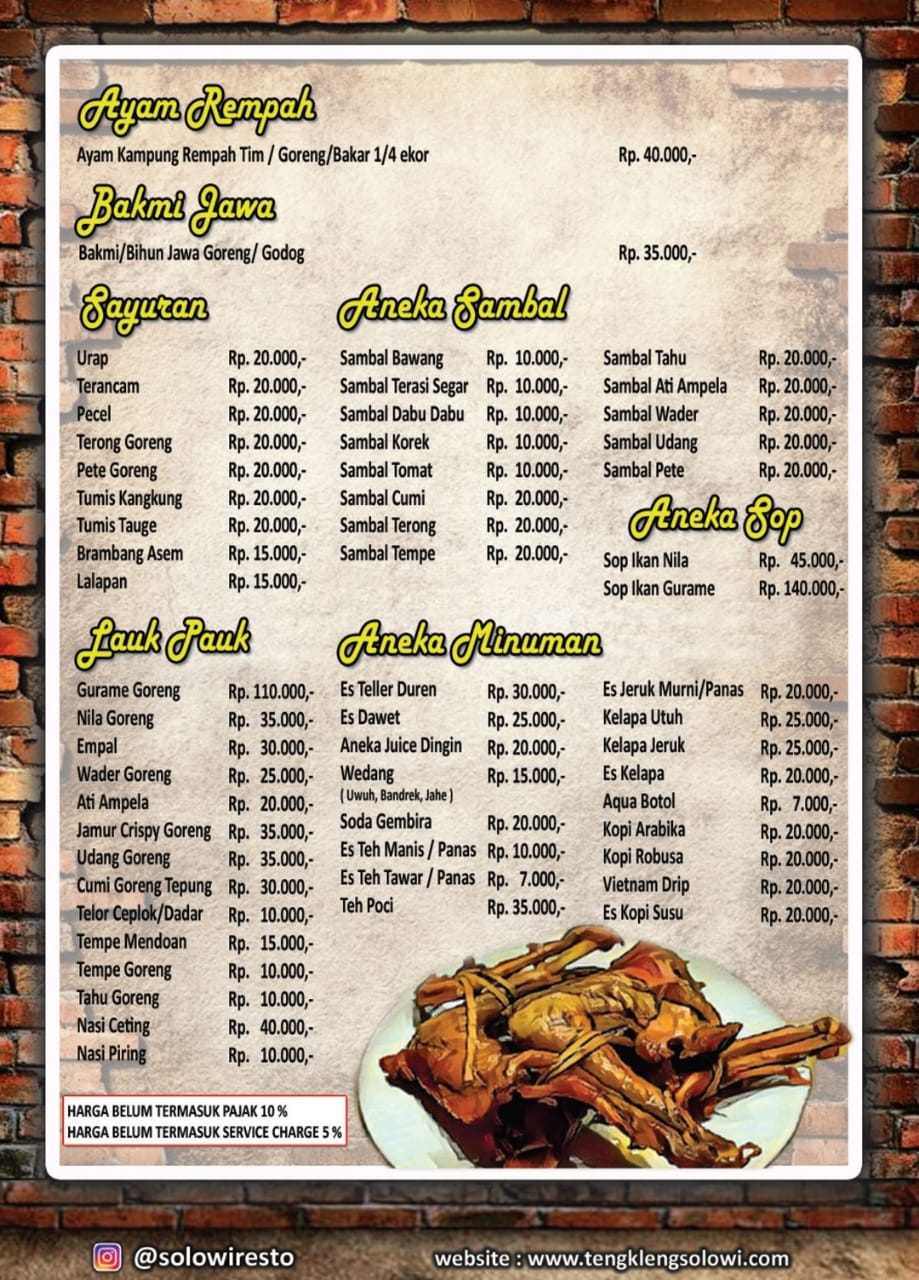 Ayam Rempah
Ayam Kampung Rempah Tim / Goreng/Bakar 1/4 ekor Rp. 40.000,-
Bakmi Jawa
Bakmi/Bihun Jawa Goreng/ Godog Rp. 35.000,-
Sayuran
Urap Rp. 20.000,-
Terancam Rp. 20.000,-
Pecel Rp. 20.000,-
Terong Goreng Rp. 20.000,-
Pete Goreng Rp. 20.000,-
Tumis Kangkung Rp. 20.000,-
Tumis Tauge Rp. 20.000,-
Brambang Asem Rp. 15.000,-
Lalapan Rp. 15.000,-
Aneka Sambal
Sambal Bawang Rp. 10.000,-
Sambal Terasi Segar Rp. 10.000,-
Sambal Dabu Dabu Rp. 10.000,-
Sambal Korek Rp. 10.000,-
Sambal Tomat Rp. 10.000,-
Sambal Cumi Rp. 20.000,-
Sambal Terong Rp. 20.000,-
Sambal Tempe Rp. 20.000,-
Sambal Tahu Rp. 20.000,-
Sambal Ati Ampela Rp. 20.000,-
Sambal Wader Rp. 20.000,-
Sambal Udang Rp. 20.000,-
Sambal Pete Rp. 20.000,-
Aneka Sop
Sop Ikan Nila Rp. 45.000,-
Sop Ikan Gurame Rp. 140.000,-
Lauk Pauk
Gurame Goreng Rp. 110.000,-
Nila Goreng Rp. 35.000,-
Empal Rp. 30.000,-
Wader Goreng Rp. 25.000,-
Ati Ampela Rp. 20.000,-
Jamur Crispy Goreng Rp. 35.000,-
Udang Goreng Rp. 35.000,-
Cumi Goreng Tepung Rp. 30.000,-
Telor Ceplok/Dadar Rp. 10.000,-
Tempe Mendoan Rp. 15.000,-
Tempe Goreng Rp. 10.000,-
Tahu Goreng Rp. 10.000,-
Nasi Ceting Rp. 40.000,-
Nasi Piring Rp. 10.000,-
Aneka Minuman
Es Teller Duren Rp. 30.000,-
Es Dawet Rp. 25.000,-
Aneka Juice Dingin Rp. 20.000,-
Wedang Rp. 15.000,-
( Uwuh, Bandrek, Jahe )
Soda Gembira Rp. 20.000,-
Es Teh Manis / Panas Rp. 10.000,-
Es Teh Tawar / Panas Rp. 7.000,-
Teh Poci Rp. 35.000,-
Es Jeruk Murni/Panas Rp. 20.000,-
Kelapa Utuh Rp. 25.000,-
Kelapa Jeruk Rp. 25.000,-
Es Kelapa Rp. 20.000,-
Aqua Botol Rp. 7.000,-
Kopi Arabika Rp. 20.000,-
Kopi Robusa Rp. 20.000,-
Vietnam Drip Rp. 20.000,-
Es Kopi Susu Rp. 20.000,-
HARGA BELUM TERMASUK PAJAK 10 %
HARGA BELUM TERMASUK SERVICE CHARGE 5 %
@solowiresto
website : www.tengklengsolowi.com